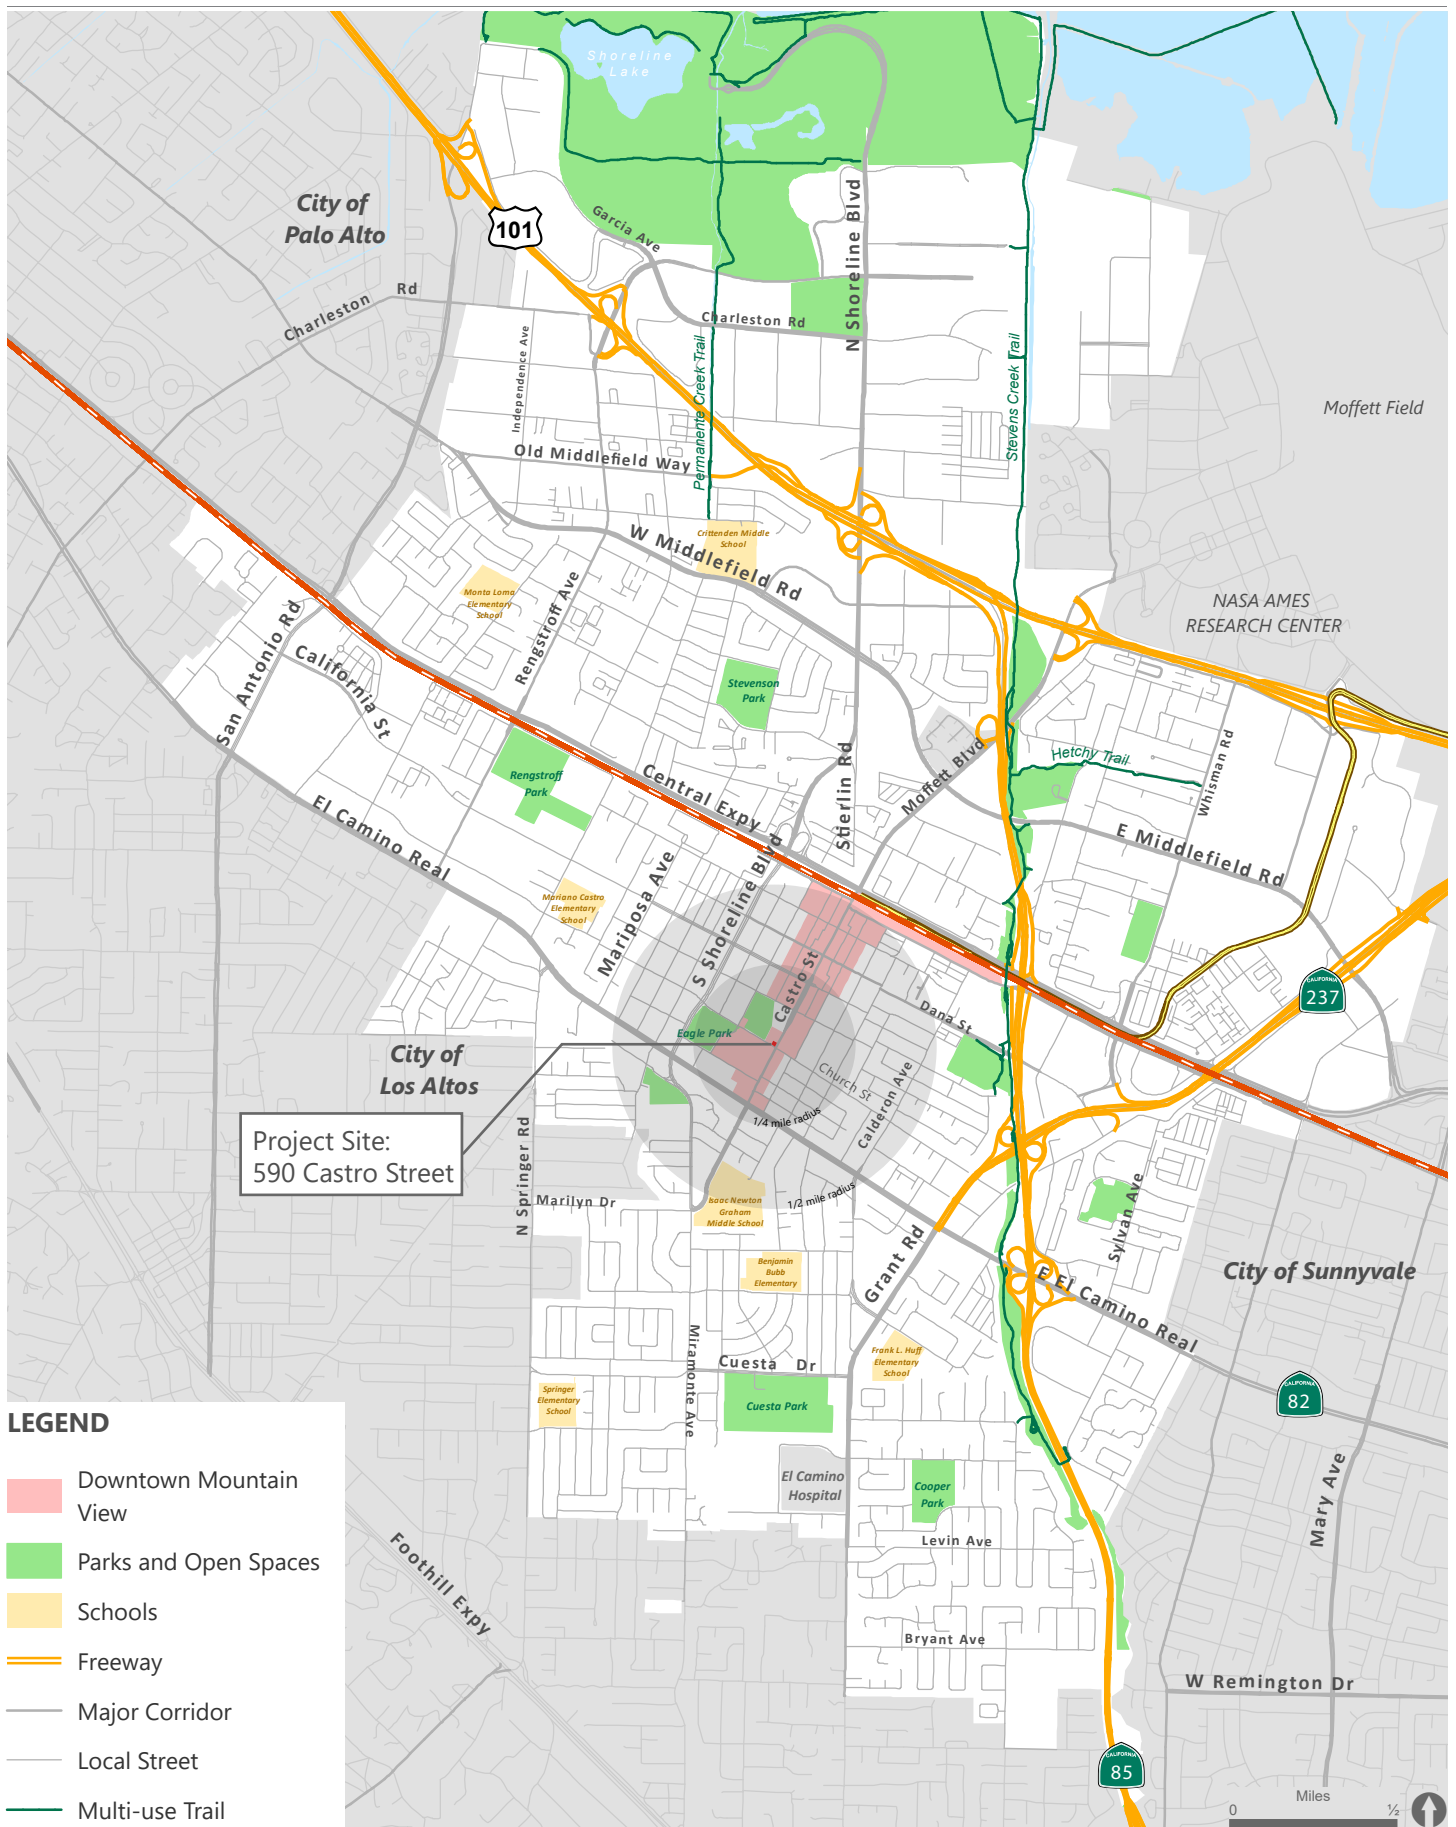 Shoreline
Lake
City of
Palo Alto
101
Garcia Ave
N Shoreline Blvd
Charleston Rd
Charleston Rd
Independence Ave
Permanente Creek Trail
Stevens Creek Trail
Moffett Field
Old Middlefield Way
Crittenden Middle
School
W Middlefield Rd
Monta Loma
Elementary
School
Rengstroff Ave
NASA AMES
RESEARCH CENTER
San Antonio Rd
California St
Stevenson
Park
Stierlin Rd
Moffett Blvd
Hetchy Trail
Whisman Rd
Rengstroff
Park
Central Expy
El Camino Real
E Middlefield Rd
Mariano Castro
Elementary
School
Mariposa Ave
S Shoreline Blvd
Castro St
237
CALIFORNIA
Dana St
Eagle Park
City of
Los Altos
Church St
Calderon Ave
1/4 mile radius
Project Site:
590 Castro Street
N Springer Rd
Marilyn Dr
Isaac Newton
Graham
Middle School
1/2 mile radius
Sylvan Ave
Grant Rd
Benjamin
Bubb
Elementary
City of Sunnyvale
E El Camino Real
Miramonte Ave
Cuesta Dr
Frank L. Huff
Elementary
School
Springer
Elementary
School
Cuesta Park
CALIFORNIA
82
El Camino
Hospital
Cooper
Park
Levin Ave
Mary Ave
Foothill Expy
Bryant Ave
W Remington Dr
CALIFORNIA
85
LEGEND
Downtown Mountain
View
Parks and Open Spaces
Schools
Freeway
Major Corridor
Local Street
Multi-use Trail
Miles
0 ½